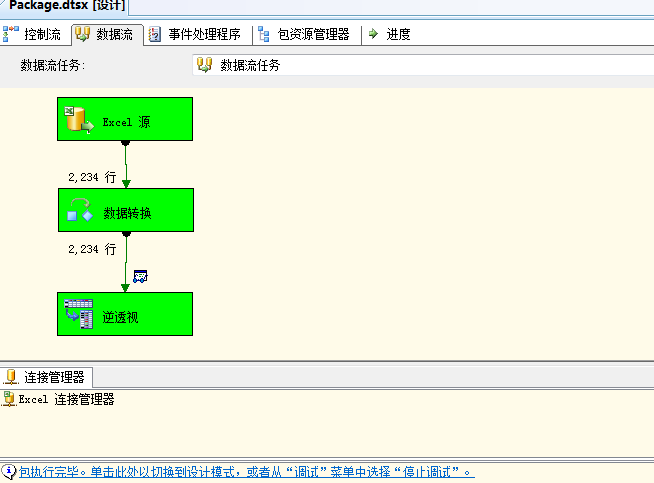 Package.dtsx [设计]
控制流 数据流 事件处理程序 包资源管理器 进度
数据流任务: 数据流任务
Excel 源
2,234 行
数据转换
2,234 行
逆透视
连接管理器
Excel 连接管理器
包执行完毕。单击此处以切换到设计模式，或者从“调试”菜单中选择“停止调试”。